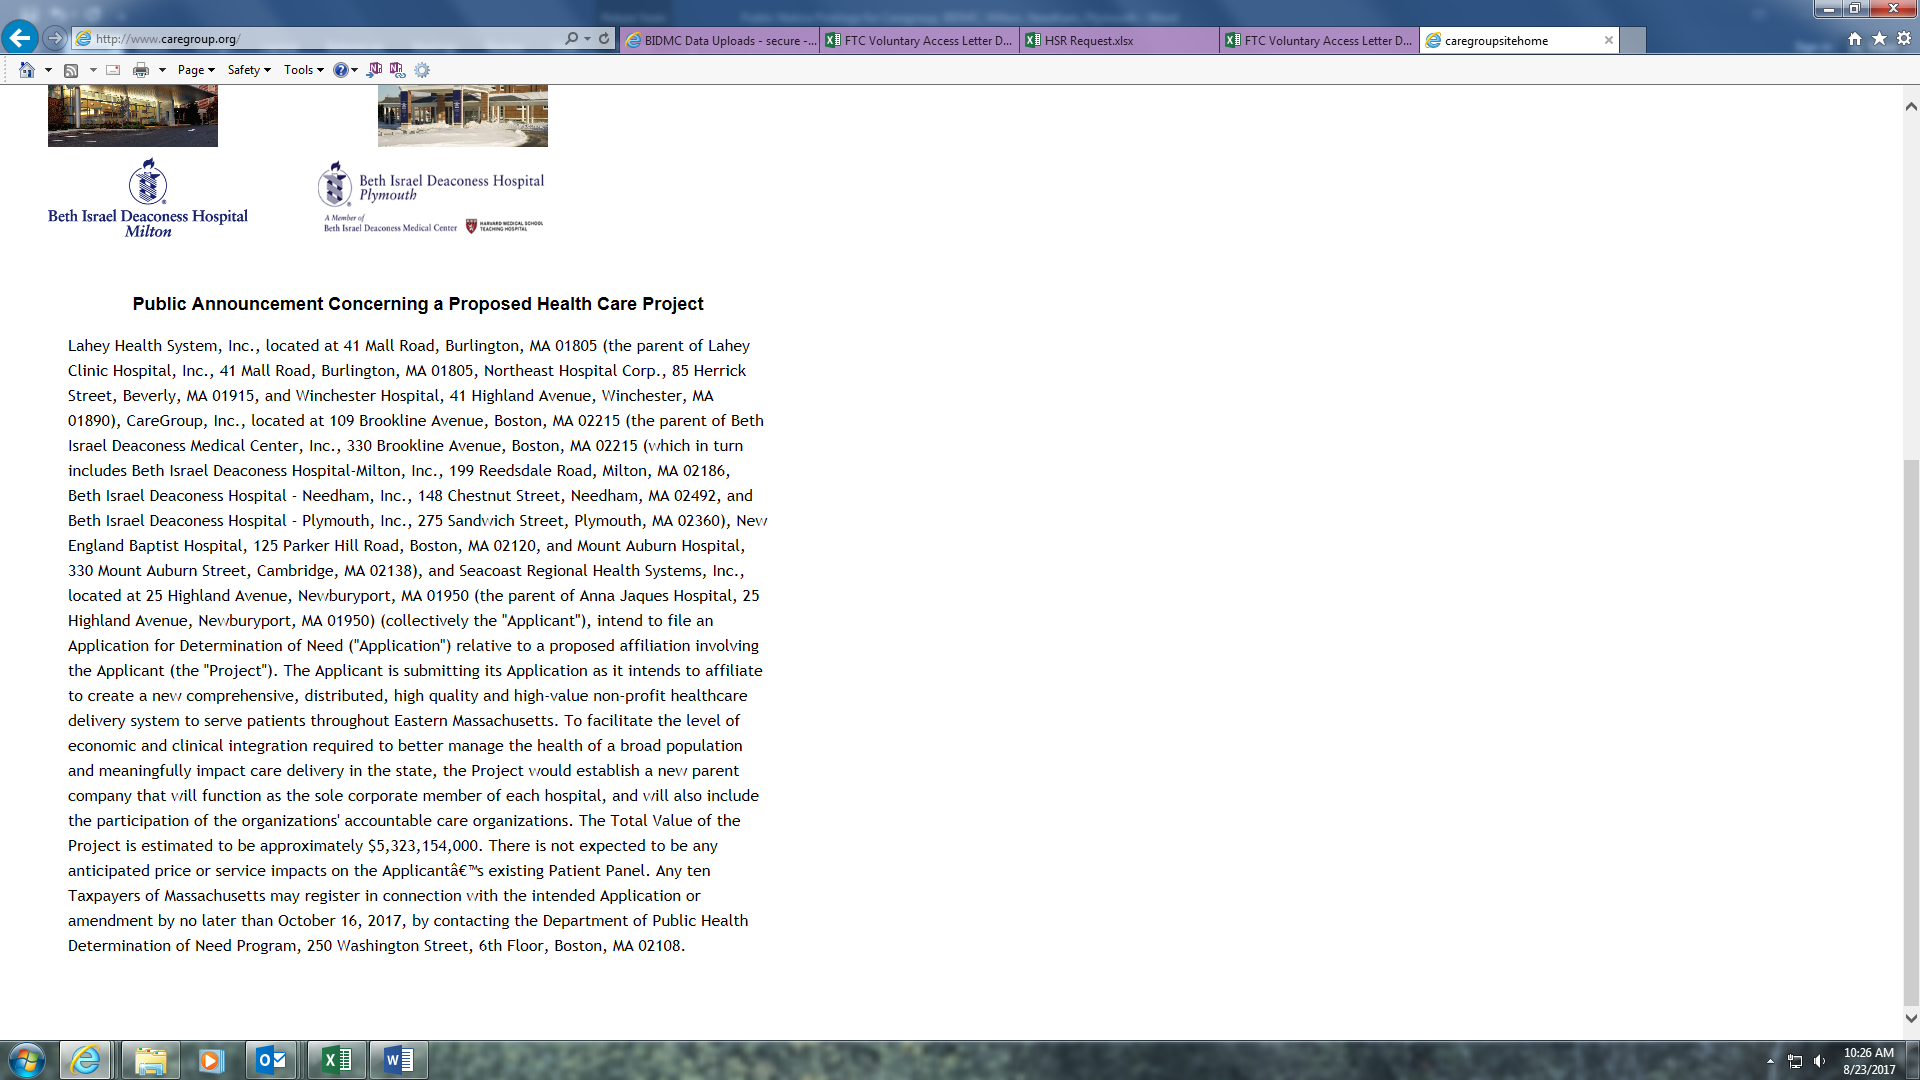 http://www.caregroup.org/
BIDMC Data Uploads - secure -...
FTC Voluntary Access Letter D...
HSR Request.xlsx
FTC Voluntary Access Letter D...
caregroupsitehome
Page
Safety
Tools
Beth Israel Deaconess Hospital
Milton
Beth Israel Deaconess Hospital
Plymouth
A Member of
Beth Israel Deaconess Medical Center
HARVARD MEDICAL SCHOOL
TEACHING HOSPITAL
Public Announcement Concerning a Proposed Health Care Project
Lahey Health System, Inc., located at 41 Mall Road, Burlington, MA 01805 (the parent of Lahey
Clinic Hospital, Inc., 41 Mall Road, Burlington, MA 01805, Northeast Hospital Corp., 85 Herrick
Street, Beverly, MA 01915, and Winchester Hospital, 41 Highland Avenue, Winchester, MA
01890), CareGroup, Inc., located at 109 Brookline Avenue, Boston, MA 02215 (the parent of Beth
Israel Deaconess Medical Center, Inc., 330 Brookline Avenue, Boston, MA 02215 (which in turn
includes Beth Israel Deaconess Hospital-Milton, Inc., 199 Reedsdale Road, Milton, MA 02186,
Beth Israel Deaconess Hospital - Needham, Inc., 148 Chestnut Street, Needham, MA 02492, and
Beth Israel Deaconess Hospital - Plymouth, Inc., 275 Sandwich Street, Plymouth, MA 02360), New
England Baptist Hospital, 125 Parker Hill Road, Boston, MA 02120, and Mount Auburn Hospital,
330 Mount Auburn Street, Cambridge, MA 02138), and Seacoast Regional Health Systems, Inc.,
located at 25 Highland Avenue, Newburyport, MA 01950 (the parent of Anna Jaques Hospital, 25
Highland Avenue, Newburyport, MA 01950) (collectively the "Applicant"), intend to file an
Application for Determination of Need ("Application") relative to a proposed affiliation involving
the Applicant (the "Project"). The Applicant is submitting its Application as it intends to affiliate
to create a new comprehensive, distributed, high quality and high-value non-profit healthcare
delivery system to serve patients throughout Eastern Massachusetts. To facilitate the level of
economic and clinical integration required to better manage the health of a broad population
and meaningfully impact care delivery in the state, the Project would establish a new parent
company that will function as the sole corporate member of each hospital, and will also include
the participation of the organizations' accountable care organizations. The Total Value of the
Project is estimated to be approximately $5,323,154,000. There is not expected to be any
anticipated price or service impacts on the Applicantâ€™s existing Patient Panel. Any ten
Taxpayers of Massachusetts may register in connection with the intended Application or
amendment by no later than October 16, 2017, by contacting the Department of Public Health
Determination of Need Program, 250 Washington Street, 6th Floor, Boston, MA 02108.
10:26 AM
8/23/2017